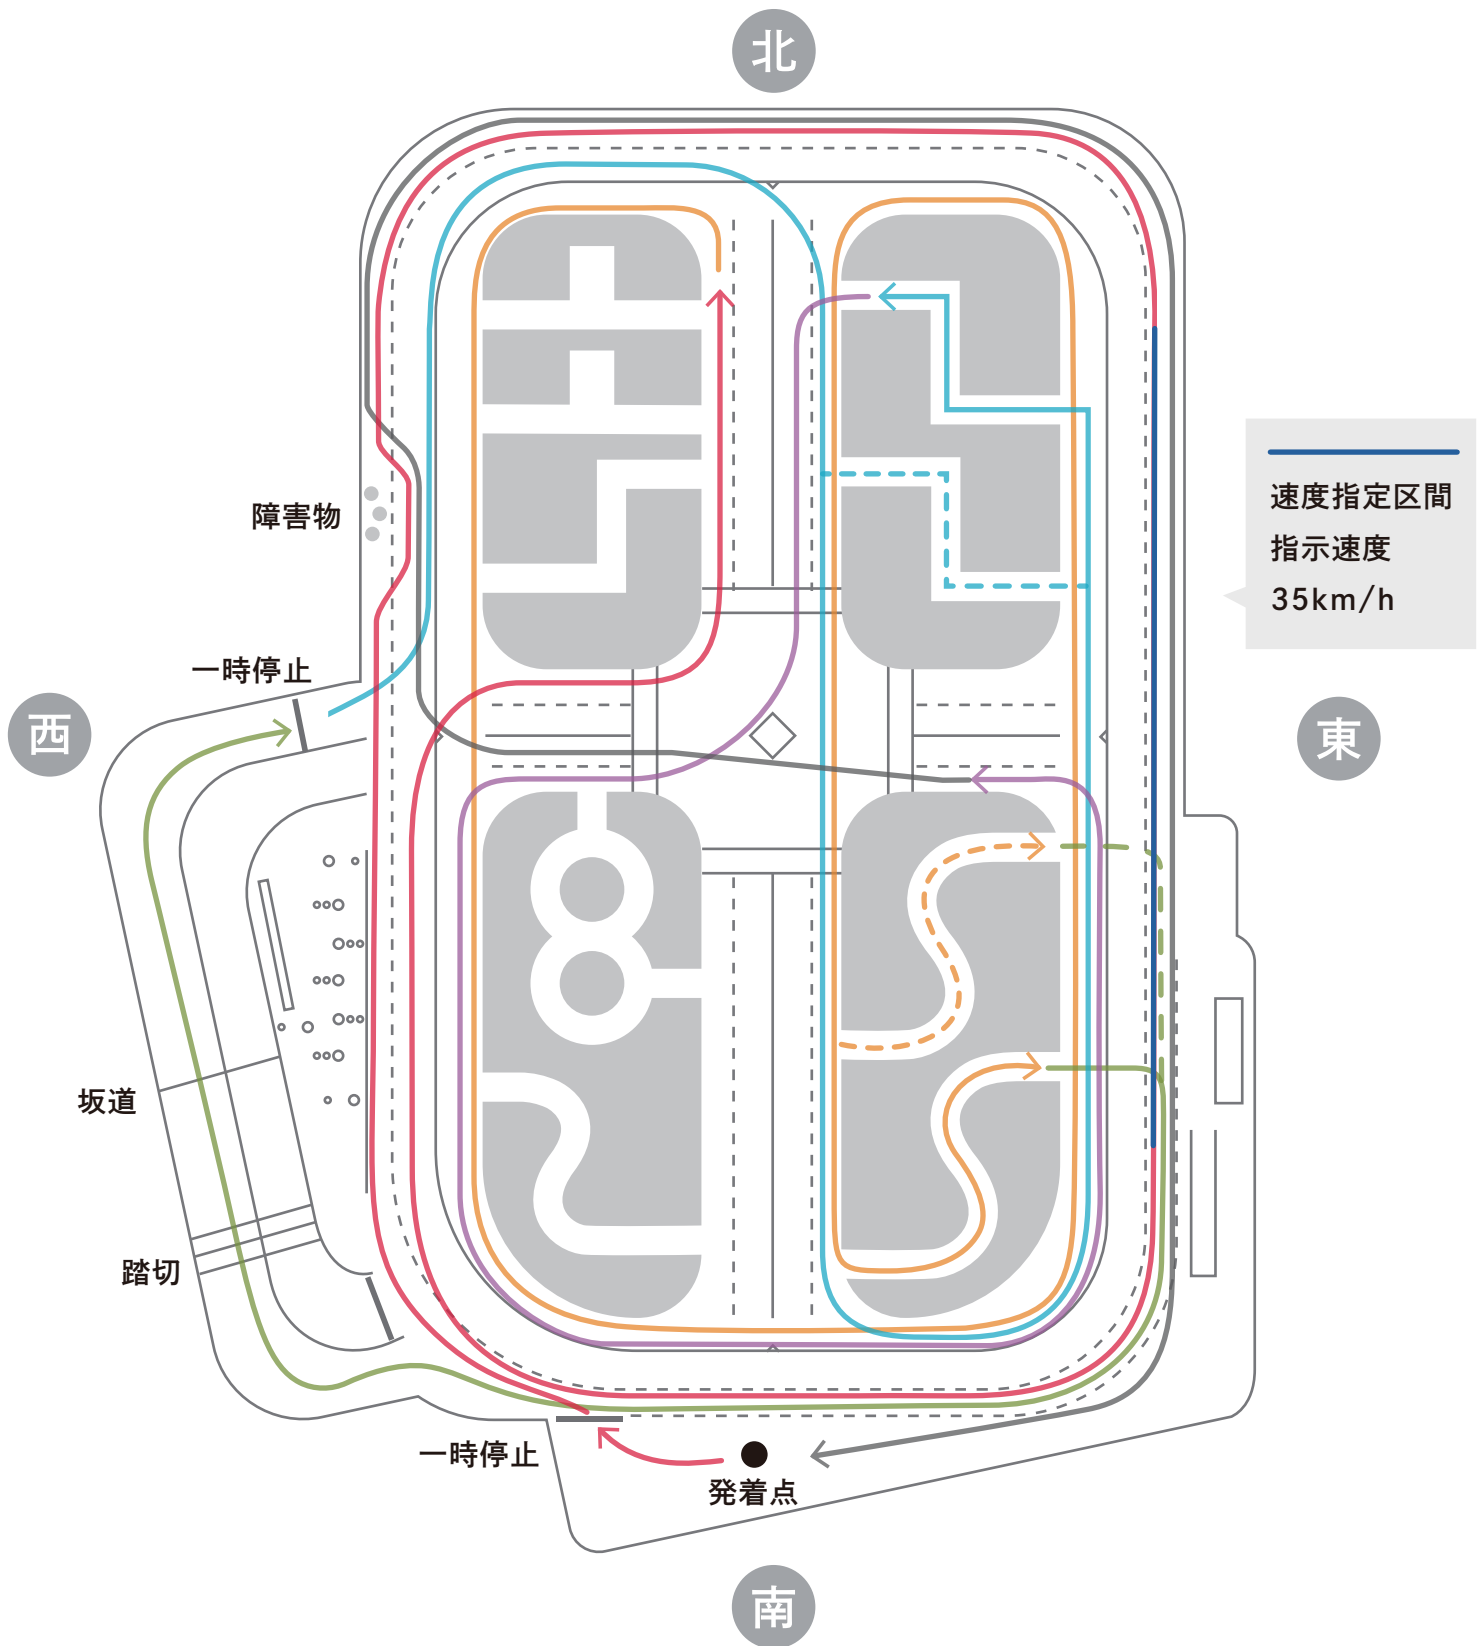 北
障害物
速度指定区間
指示速度
35km/h
一時停止
西
東
坂道
踏切
一時停止
発着点
南